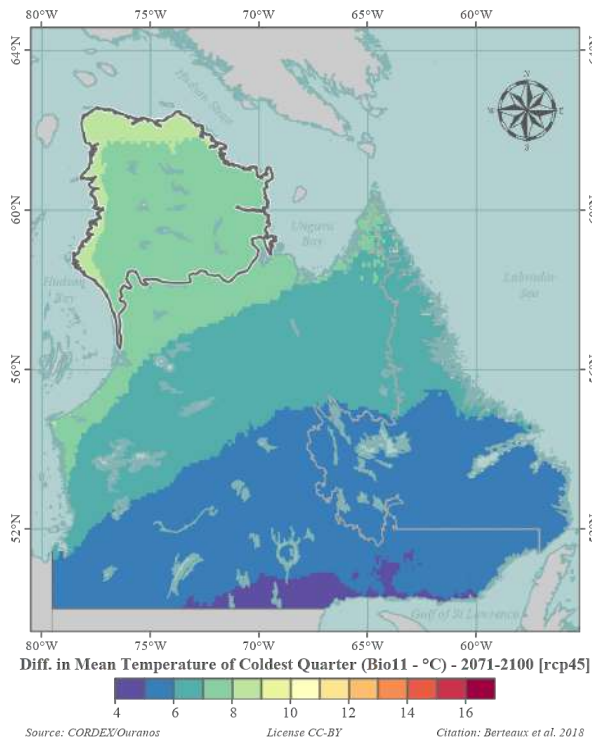 80°W 75°W 70°W 65°W 60°W
64°N
60°N
56°N
52°N
N
E
S
W
Hudson Strait
Ungava
Bay
Hudson
Bay
Labrador
Sea
Gulf of St Lawrence
80°W 75°W 70°W 65°W 60°W
Diff. in Mean Temperature of Coldest Quarter (Bio11 - °C) - 2071-2100 [rcp45]
4 6 8 10 12 14 16
Source: CORDEX/Ouranos License CC-BY Citation: Berteaux et al. 2018